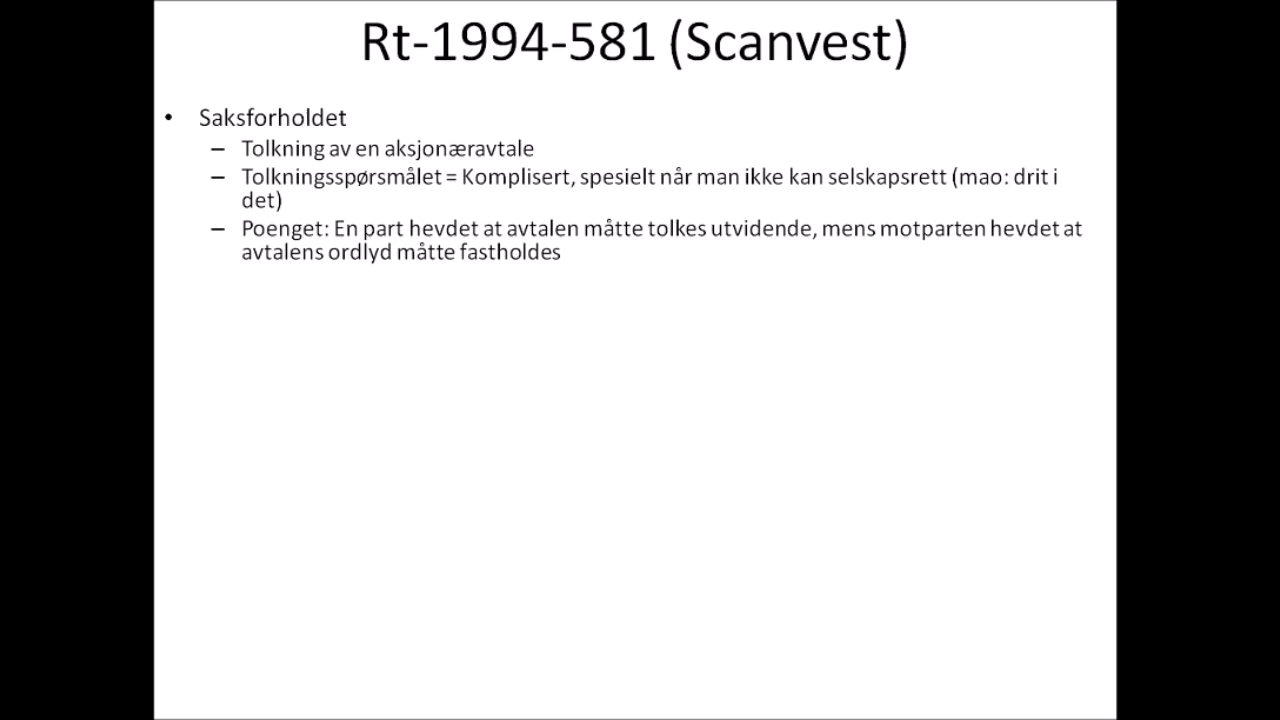 Rt-1994-581 (Scanvest)
• Saksforholdet
– Tolkning av en aksjonæravtale
– Tolkningsspørsmålet = Komplisert, spesielt når man ikke kan selskapsrett (mao: drit i
det)
– Poenget: En part hevdet at avtalen måtte tolkes utvidende, mens motparten hevdet at
avtalens ordlyd måtte fastholdes